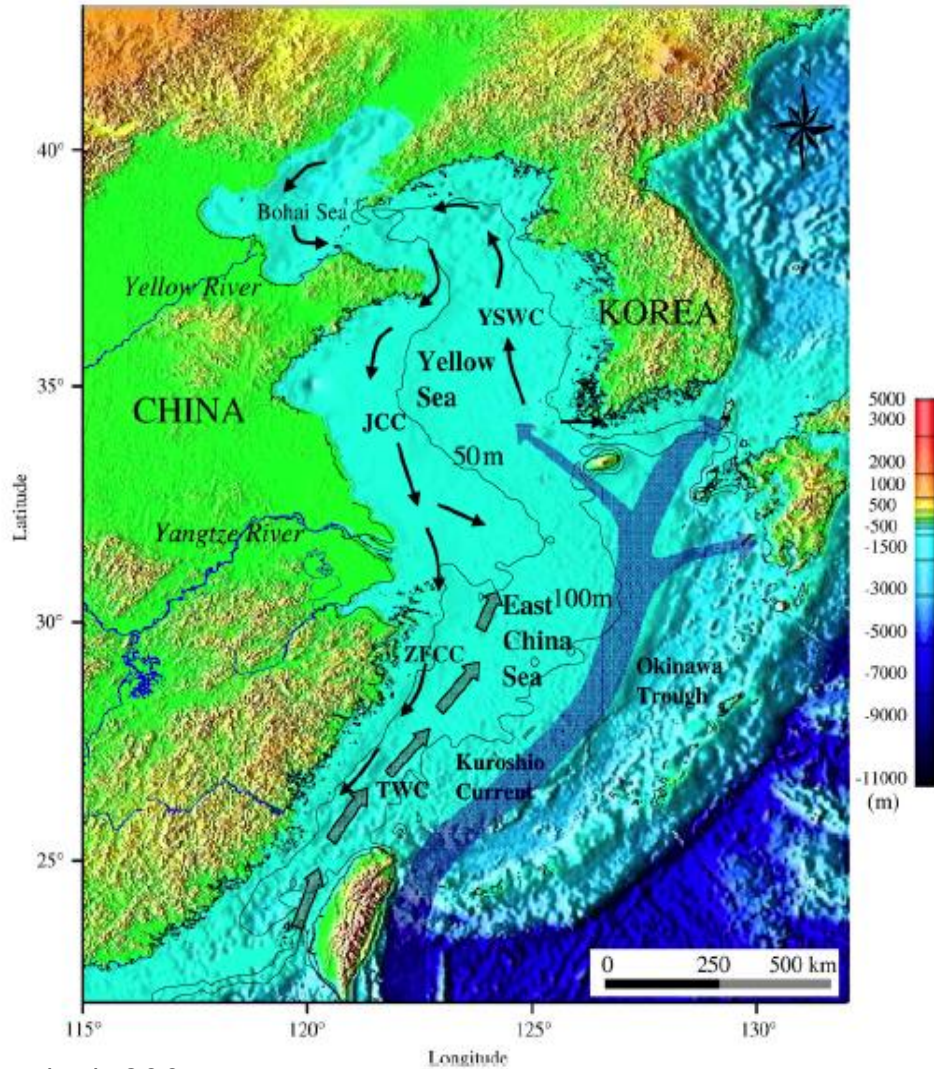 40°
Bohai Sea
Yellow River
YSWC
KOREA
Yellow
Sea
35°
CHINA
JCC
50m
5000
3000
2000
1000
500
-500
-1500
-3000
-5000
-7000
-9000
-11000
(m)
Latitude
Yangtze River
30°
East
China
Sea
100m
ZFCC
Okinawa
Trough
Kuroshio
Current
TWC
25°
0 250 500 km
115° 120° 125° 130°
Longitude